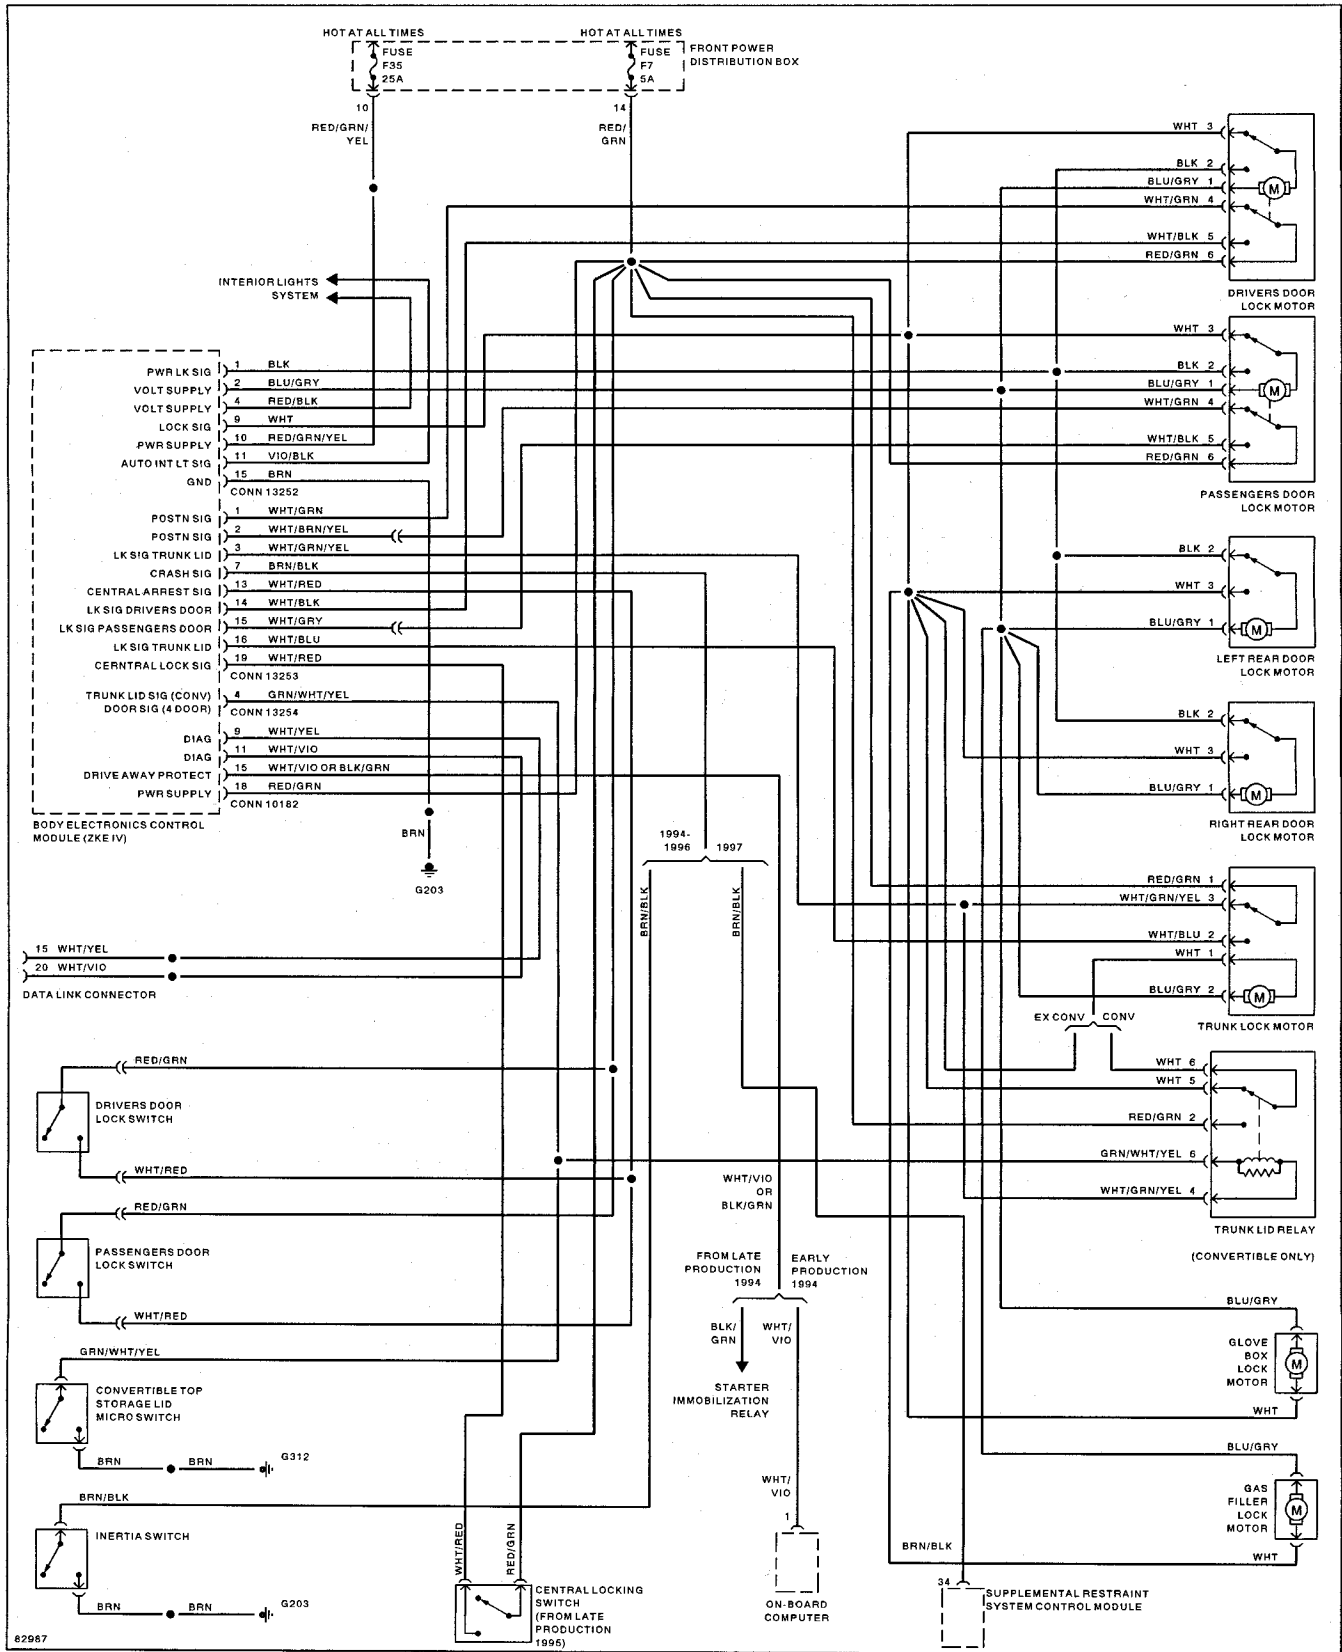 HOT AT ALL TIMES
HOT AT ALL TIMES
FUSE
F35
25A
FUSE
F7
5A
FRONT POWER
DISTRIBUTION BOX
10
14
RED/GRN/
YEL
RED/
GRN
INTERIOR LIGHTS
SYSTEM
PWR LK SIG 1 BLK
VOLT SUPPLY 2 BLU/GRY
VOLT SUPPLY 4 RED/BLK
LOCK SIG 9 WHT
PWR SUPPLY 10 RED/GRN/YEL
AUTO INT LT SIG 11 VIO/BLK
GND 15 BRN
CONN 13252
POSTN SIG 1 WHT/GRN
POSTN SIG 2 WHT/BRN/YEL
LK SIG TRUNK LID 3 WHT/GRN/YEL
CRASH SIG 7 BRN/BLK
CENTRAL ARREST SIG 13 WHT/RED
LK SIG DRIVERS DOOR 14 WHT/BLK
LK SIG PASSENGERS DOOR 15 WHT/GRY
LK SIG TRUNK LID 16 WHT/BLU
CERNTRAL LOCK SIG 19 WHT/RED
CONN 13253
TRUNK LID SIG (CONV) 4 GRN/WHT/YEL
DOOR SIG (4 DOOR) CONN 13254
DIAG 9 WHT/YEL
DIAG 11 WHT/VIO
DRIVE AWAY PROTECT 15 WHT/VIO OR BLK/GRN
PWR SUPPLY 18 RED/GRN
CONN 10182
BODY ELECTRONICS CONTROL
MODULE (ZKE IV)
BRN
G203
1994-
1996
1997
BRN/BLK
BRN/BLK
15 WHT/YEL
20 WHT/VIO
DATA LINK CONNECTOR
RED/GRN
DRIVERS DOOR
LOCK SWITCH
WHT/RED
RED/GRN
PASSENGERS DOOR
LOCK SWITCH
WHT/RED
GRN/WHT/YEL
CONVERTIBLE TOP
STORAGE LID
MICRO SWITCH
BRN
BRN
G312
BRN/BLK
INERTIA SWITCH
BRN
BRN
G203
WHT/RED
RED/GRN
CENTRAL LOCKING
SWITCH
(FROM LATE
PRODUCTION
1995)
WHT/VIO
OR
BLK/GRN
FROM LATE
PRODUCTION
1994
EARLY
PRODUCTION
1994
BLK/
GRN
WHT/
VIO
STARTER
IMMOBILIZATION
RELAY
WHT/
VIO
1
ON-BOARD
COMPUTER
WHT 3
BLK 2
BLU/GRY 1
M
WHT/GRN 4
WHT/BLK 5
RED/GRN 6
DRIVERS DOOR
LOCK MOTOR
WHT 3
BLK 2
BLU/GRY 1
M
WHT/GRN 4
WHT/BLK 5
RED/GRN 6
PASSENGERS DOOR
LOCK MOTOR
BLK 2
WHT 3
BLU/GRY 1
M
LEFT REAR DOOR
LOCK MOTOR
BLK 2
WHT 3
BLU/GRY 1
M
RIGHT REAR DOOR
LOCK MOTOR
RED/GRN 1
WHT/GRN/YEL 3
WHT/BLU 2
WHT 1
BLU/GRY 2
M
TRUNK LOCK MOTOR
EX CONV
CONV
WHT 6
WHT 5
RED/GRN 2
GRN/WHT/YEL 6
WHT/GRN/YEL 4
TRUNK LID RELAY
(CONVERTIBLE ONLY)
BLU/GRY
GLOVE
BOX
LOCK
MOTOR
M
WHT
BLU/GRY
GAS
FILLER
LOCK
MOTOR
M
WHT
BRN/BLK
34
SUPPLEMENTAL RESTRAINT
SYSTEM CONTROL MODULE
82987